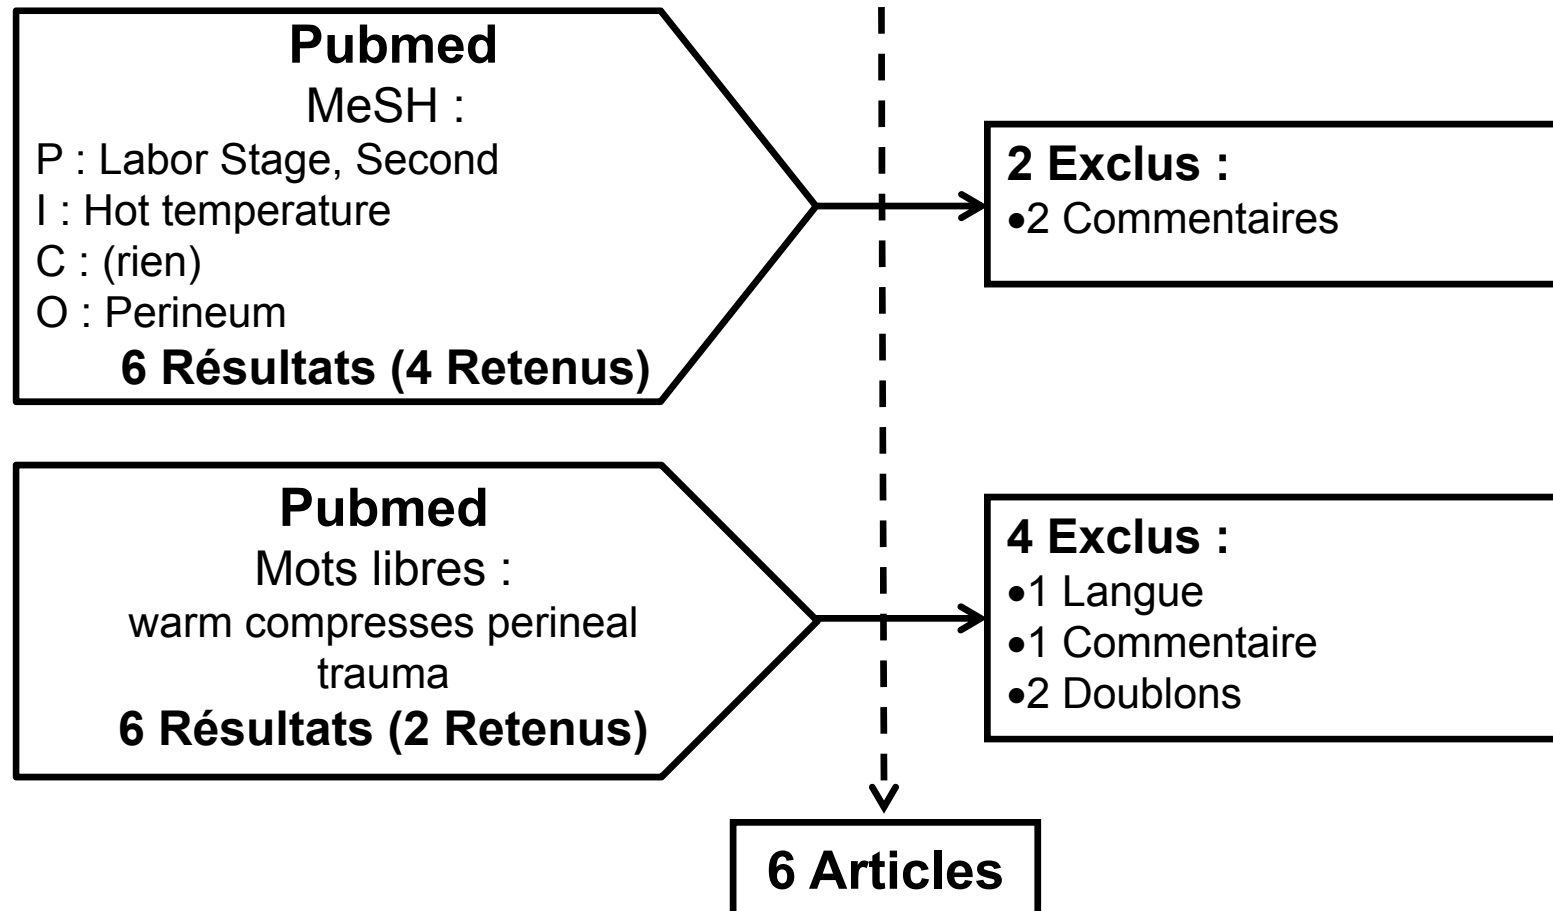 Pubmed
MeSH :
P : Labor Stage, Second
I : Hot temperature
C : (rien)
O : Perineum
6 Résultats (4 Retenus)
2 Exclus :
•2 Commentaires
Pubmed
Mots libres :
warm compresses perineal
trauma
6 Résultats (2 Retenus)
4 Exclus :
•1 Langue
•1 Commentaire
•2 Doublons
6 Articles